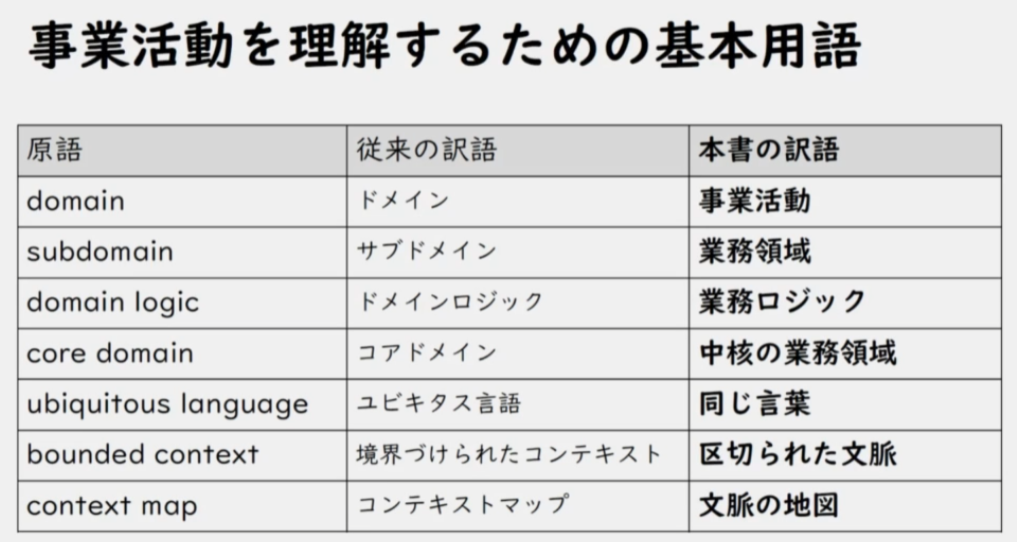 事業活動を理解するための基本用語
原語 従来の訳語 本書の訳語
domain ドメイン 事業活動
subdomain サブドメイン 業務領域
domain logic ドメインロジック 業務ロジック
core domain コアドメイン 中核の業務領域
ubiquitous language ユビキタス言語 同じ言葉
bounded context 境界づけられたコンテキスト 区切られた文脈
context map コンテキストマップ 文脈の地図